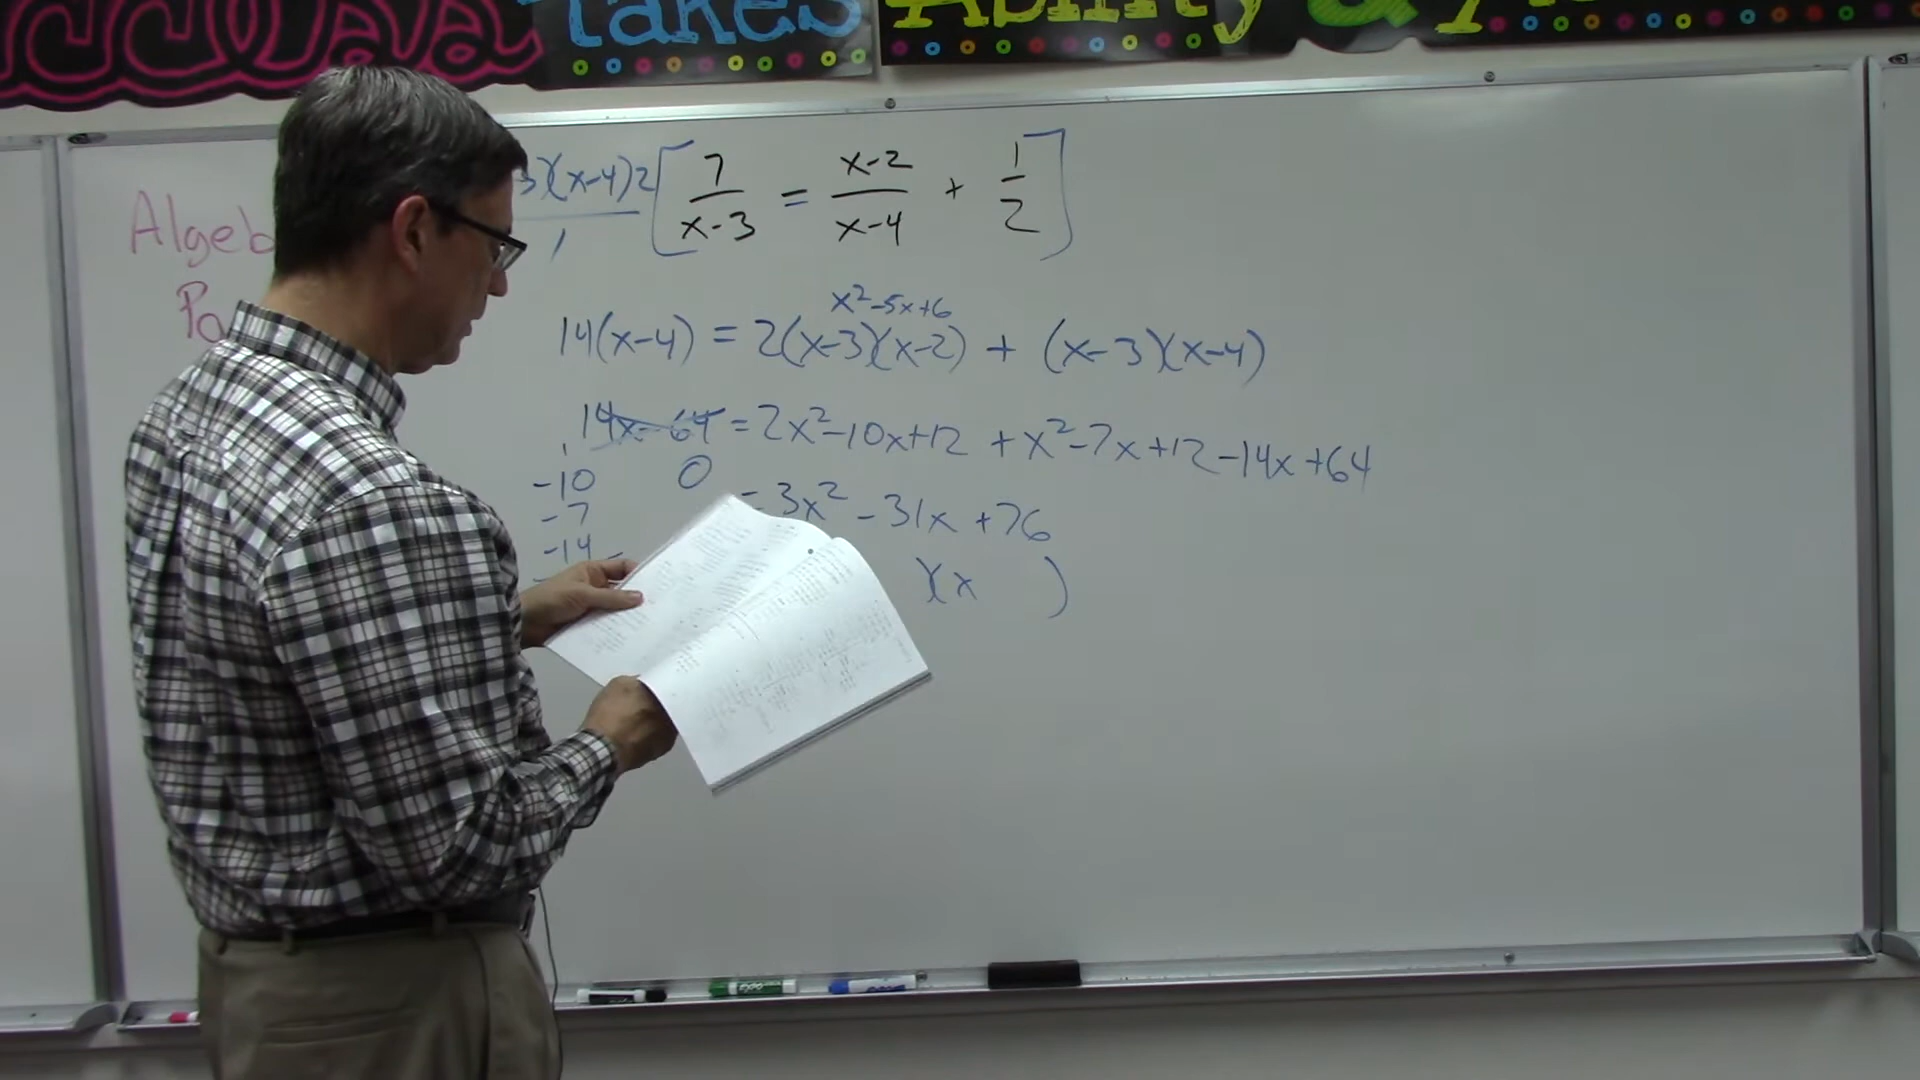 Takes Ability &
Algeb
Po
3)(x-4)2 [ 7/(x-3) = (x-2)/(x-4) + 1/2 ]
1
x²-5x+6
14(x-4) = 2(x-3)(x-2) + (x-3)(x-4)
14x-64 = 2x²-10x+12 + x²-7x+12-14x+64
-10
0
= 3x² - 31x + 76
-7
-14
)(x )